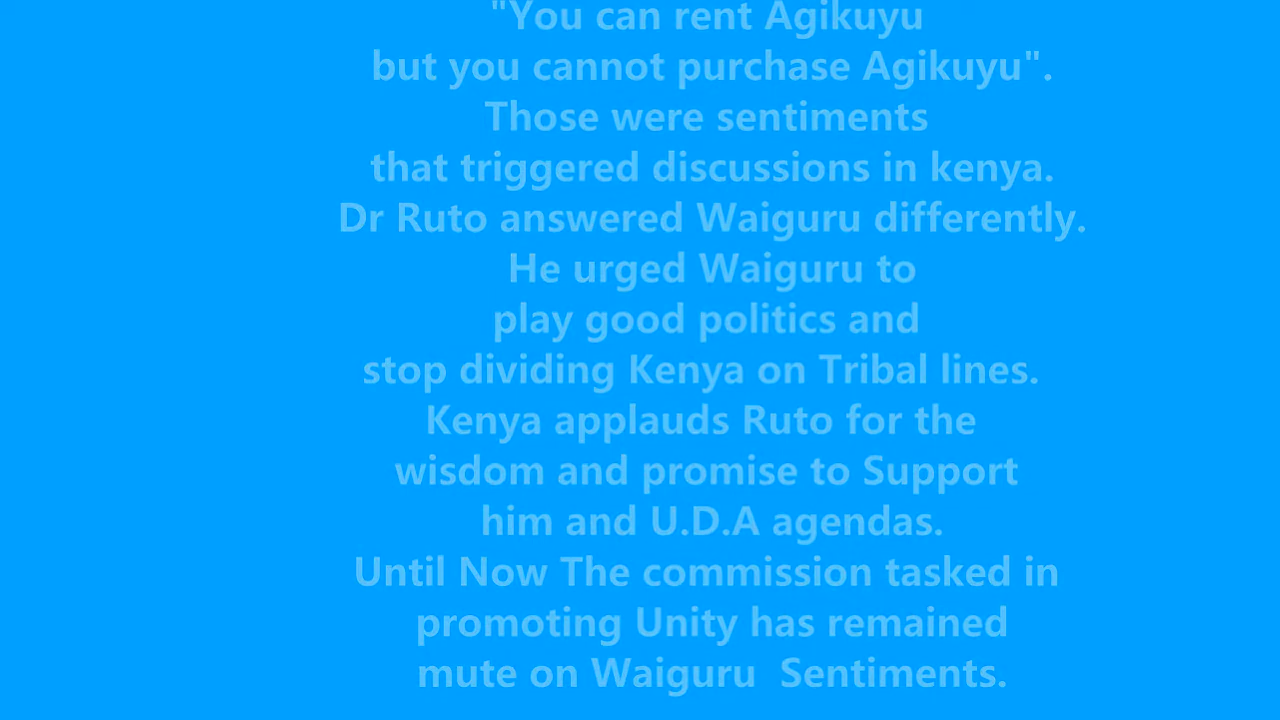 "You can rent Agikuyu
but you cannot purchase Agikuyu".
Those were sentiments
that triggered discussions in kenya.
Dr Ruto answered Waiguru differently.
He urged Waiguru to
play good politics and
stop dividing Kenya on Tribal lines.
Kenya applauds Ruto for the
wisdom and promise to Support
him and U.D.A agendas.
Until Now The commission tasked in
promoting Unity has remained
mute on Waiguru  Sentiments.